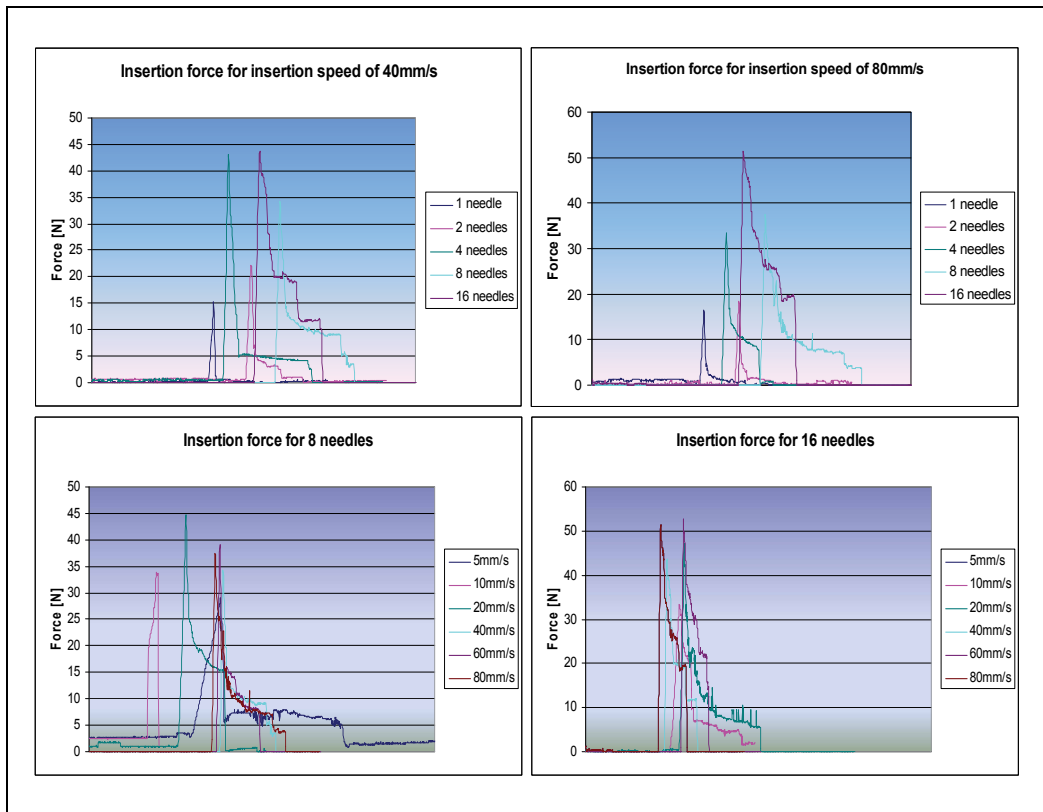 Insertion force for insertion speed of 40mm/s
50
45
40
35
30
25
20
15
10
5
0
Force [N]
1 needle
2 needles
4 needles
8 needles
16 needles
Insertion force for insertion speed of 80mm/s
60
50
40
30
20
10
0
Force [N]
1 needle
2 needles
4 needles
8 needles
16 needles
Insertion force for 8 needles
50
45
40
35
30
25
20
15
10
5
0
Force [N]
5mm/s
10mm/s
20mm/s
40mm/s
60mm/s
80mm/s
Insertion force for 16 needles
60
50
40
30
20
10
0
Force [N]
5mm/s
10mm/s
20mm/s
40mm/s
60mm/s
80mm/s